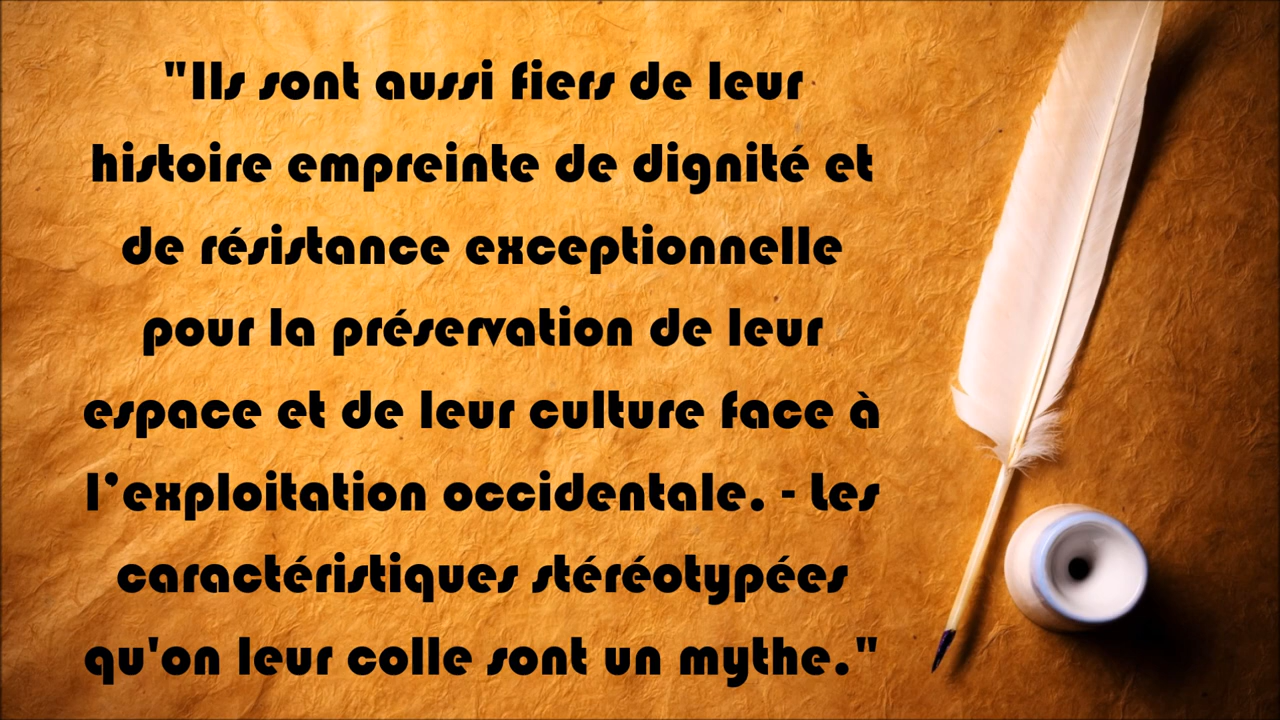 "Ils sont aussi fiers de leur
histoire empreinte de dignité et
de résistance exceptionnelle
pour la préservation de leur
espace et de leur culture face à
l’exploitation occidentale. - Les
caractéristiques stéréotypées
qu'on leur colle sont un mythe."